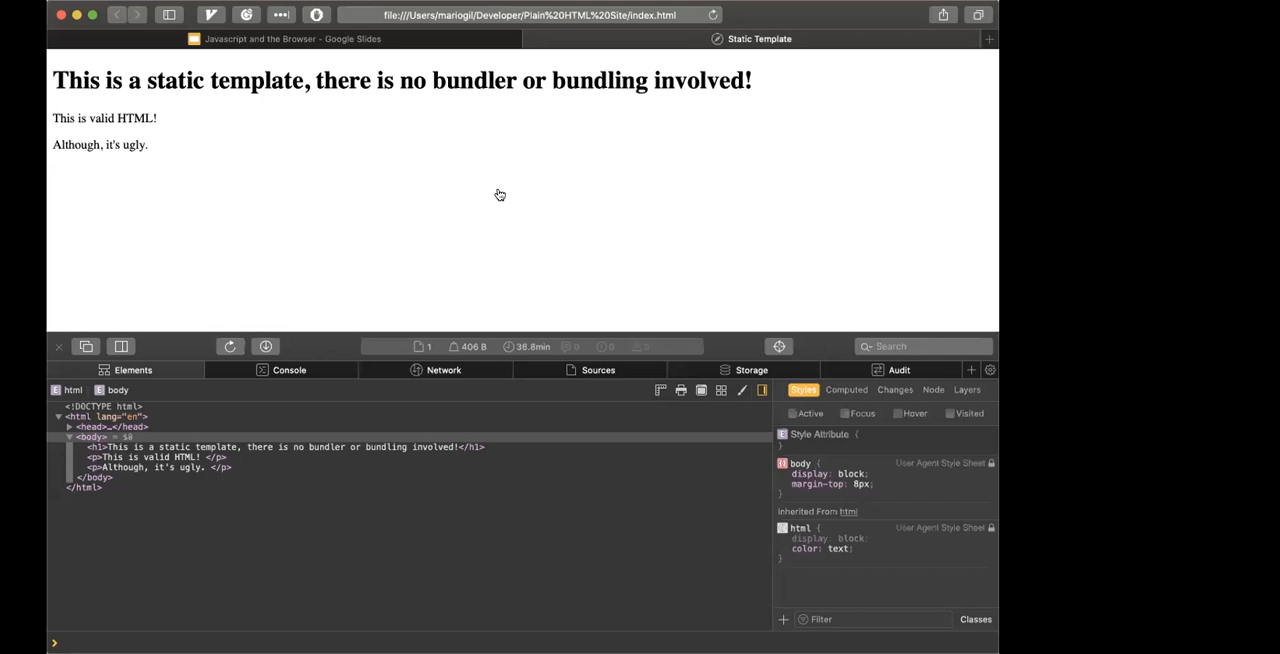 file:///Users/mariogil/Developer/Plain%20HTML%20Site/index.html
Javascript and the Browser - Google Slides
Static Template
This is a static template, there is no bundler or bundling involved!
This is valid HTML!
Although, it's ugly.
1 406 B 36.8min 0 0 0
Search
Elements Console Network Sources Storage Audit
E html E body
Styles Computed Changes Node Layers
<!DOCTYPE html>
<html lang="en">
<head>…</head>
<body> = $0
<h1>This is a static template, there is no bundler or bundling involved!</h1>
<p>This is valid HTML! </p>
<p>Although, it's ugly. </p>
</body>
</html>
Active Focus Hover Visited
E Style Attribute {
}
body { User Agent Style Sheet
display: block;
margin-top: 8px;
}
Inherited From html
html { User Agent Style Sheet
display: block;
color: text;
}
Filter Classes